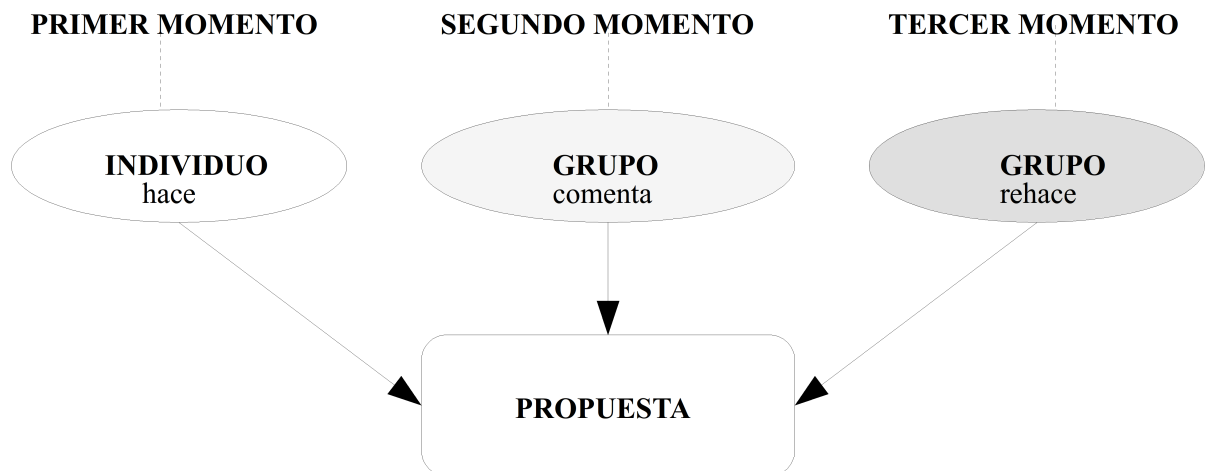 PRIMER MOMENTO
SEGUNDO MOMENTO
TERCER MOMENTO
INDIVIDUO
hace
GRUPO
comenta
GRUPO
rehace
PROPUESTA